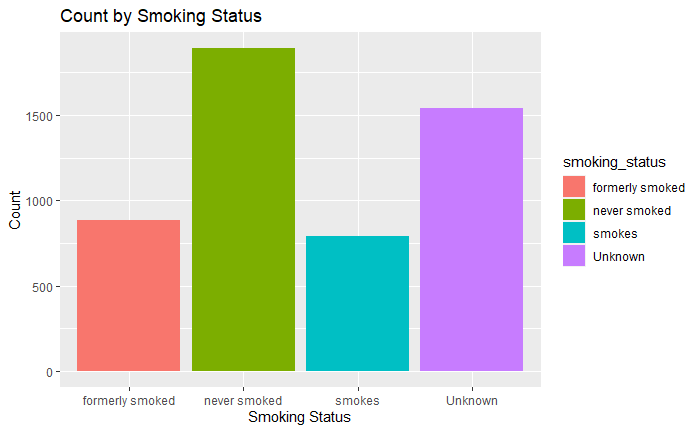 Count by Smoking Status
Count
1500
1000
500
0
formerly smoked
never smoked
smokes
Unknown
Smoking Status
smoking_status
formerly smoked
never smoked
smokes
Unknown